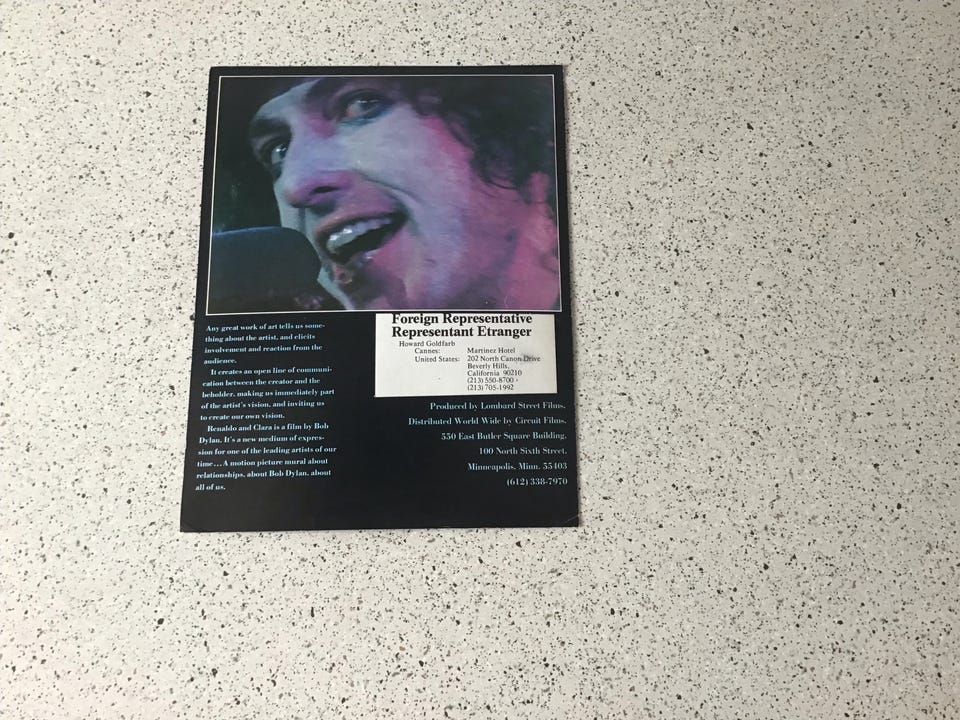 Any great work of art tells us some-
thing about the artist, and elicits
involvement and reaction from the
audience.
It creates an open line of communi-
cation between the creator and the
beholder, making us immediately part
of the artist's vision, and inviting us
to create our own vision.
Renaldo and Clara is a film by Bob
Dylan. It's a new medium of expres-
sion for one of the leading artists of our
time...A motion picture mural about
relationships, about Bob Dylan, about
all of us.
Foreign Representative
Representant Etranger
Howard Goldfarb
Cannes: Martinez Hotel
United States: 202 North Canon Drive
Beverly Hills,
California 90210
(213) 550-8700
(213) 705-1992
Produced by Lombard Street Films.
Distributed World Wide by Circuit Films.
550 East Butler Square Building.
100 North Sixth Street.
Minneapolis, Minn. 55403
(612) 338-7970